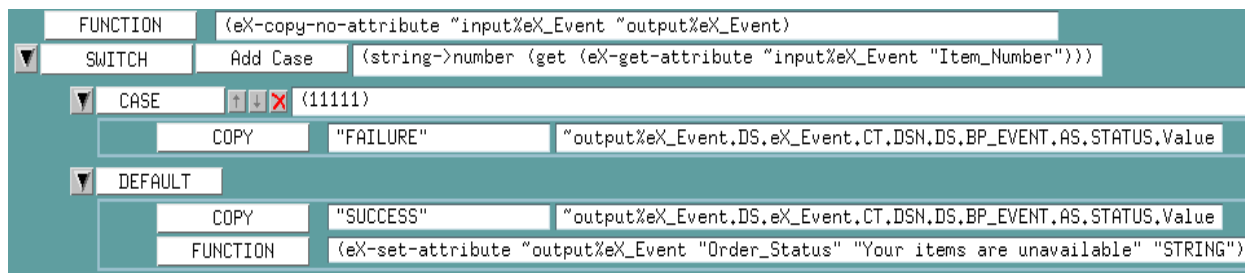 FUNCTION (eX-copy-no-attribute ~input%eX_Event ~output%eX_Event)
SWITCH Add Case (string->number (get (eX-get-attribute ~input%eX_Event "Item_Number")))
CASE (11111)
COPY "FAILURE" ~output%eX_Event.DS.eX_Event.CT.DSN.DS.BP_EVENT.AS.STATUS.Value
DEFAULT
COPY "SUCCESS" ~output%eX_Event.DS.eX_Event.CT.DSN.DS.BP_EVENT.AS.STATUS.Value
FUNCTION (eX-set-attribute ~output%eX_Event "Order_Status" "Your items are unavailable" "STRING")